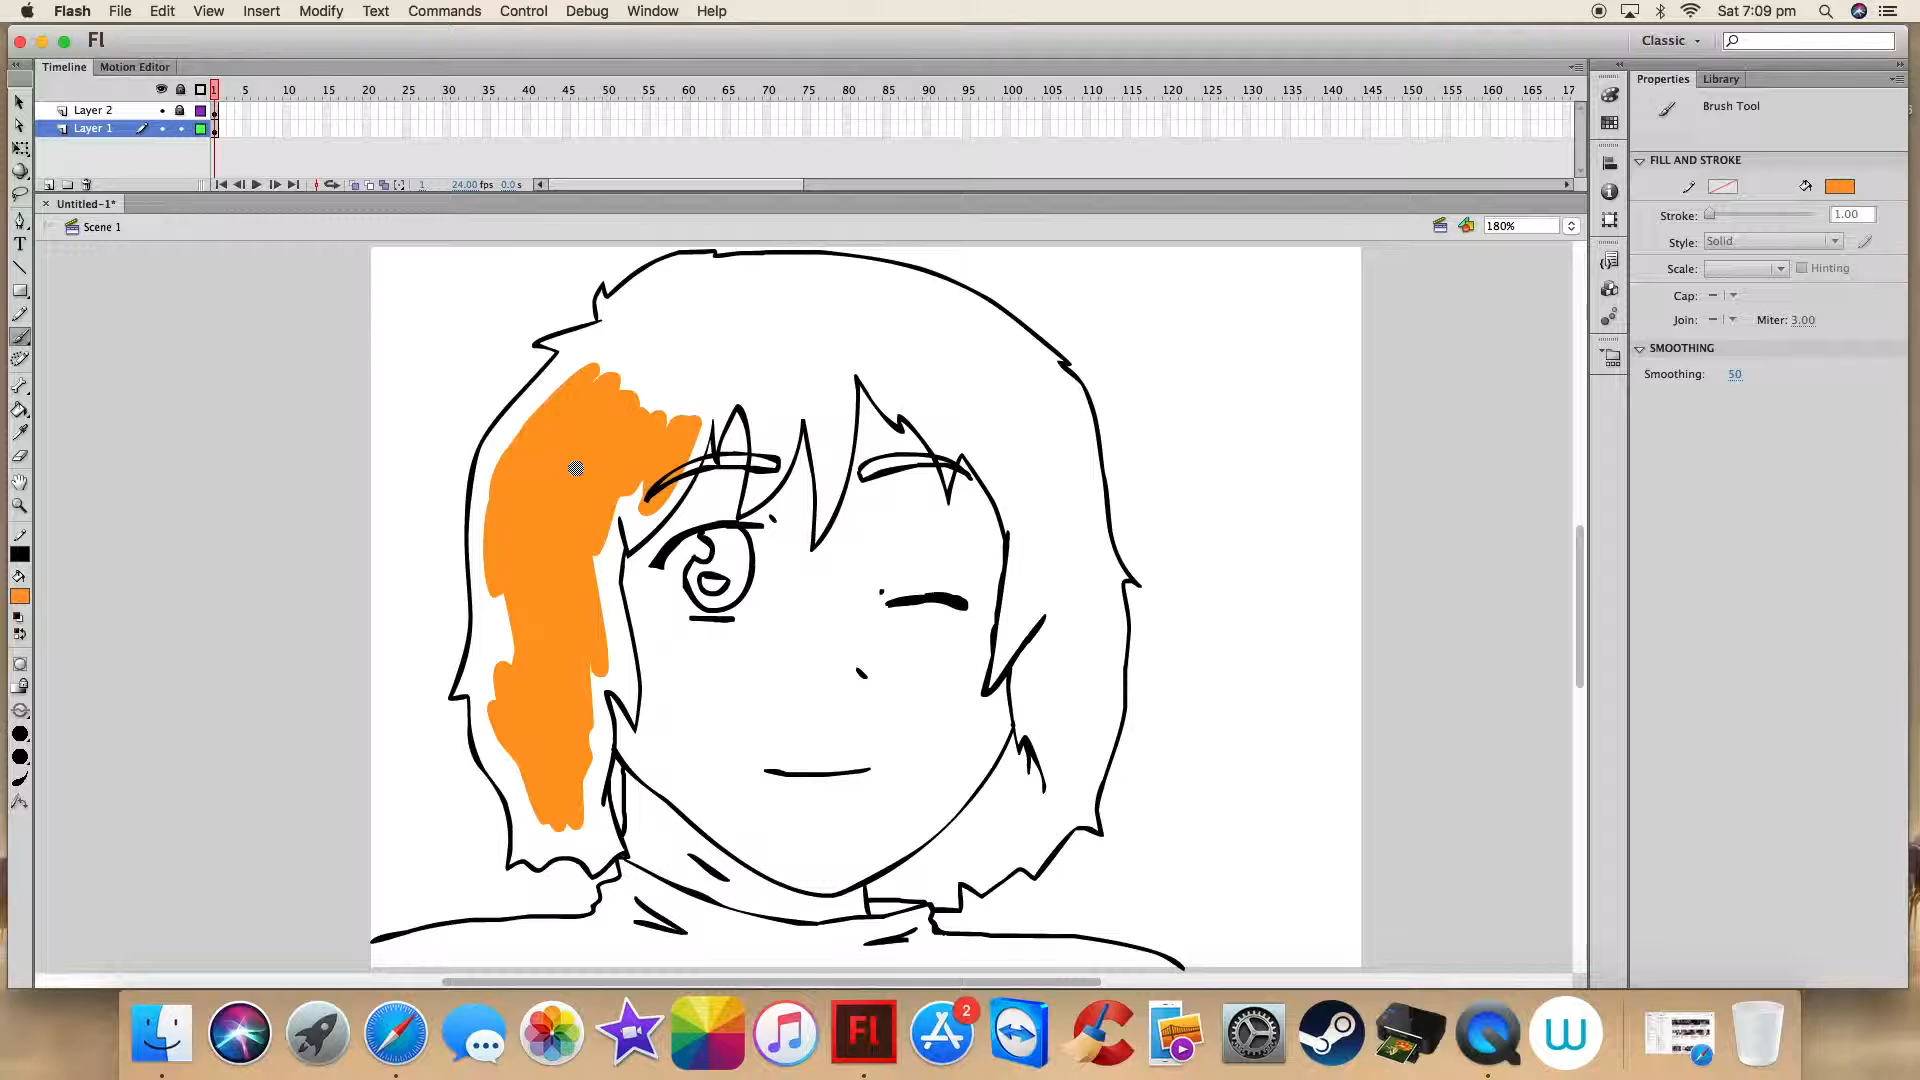 Flash File Edit View Insert Modify Text Commands Control Debug Window Help Sat 7:09 pm
Fl Classic
Timeline Motion Editor
Properties Library
1 5 10 15 20 25 30 35 40 45 50 55 60 65 70 75 80 85 90 95 100 105 110 115 120 125 130 135 140 145 150 155 160 165 17
Brush Tool
Layer 2
Layer 1
FILL AND STROKE
1 24.00 fps 0.0 s
Untitled-1*
Stroke: 1.00
Scene 1 180%
Style: Solid
Scale: Hinting
Cap:
Join: Miter: 3.00
SMOOTHING
Smoothing: 50
T
Fl
2
W